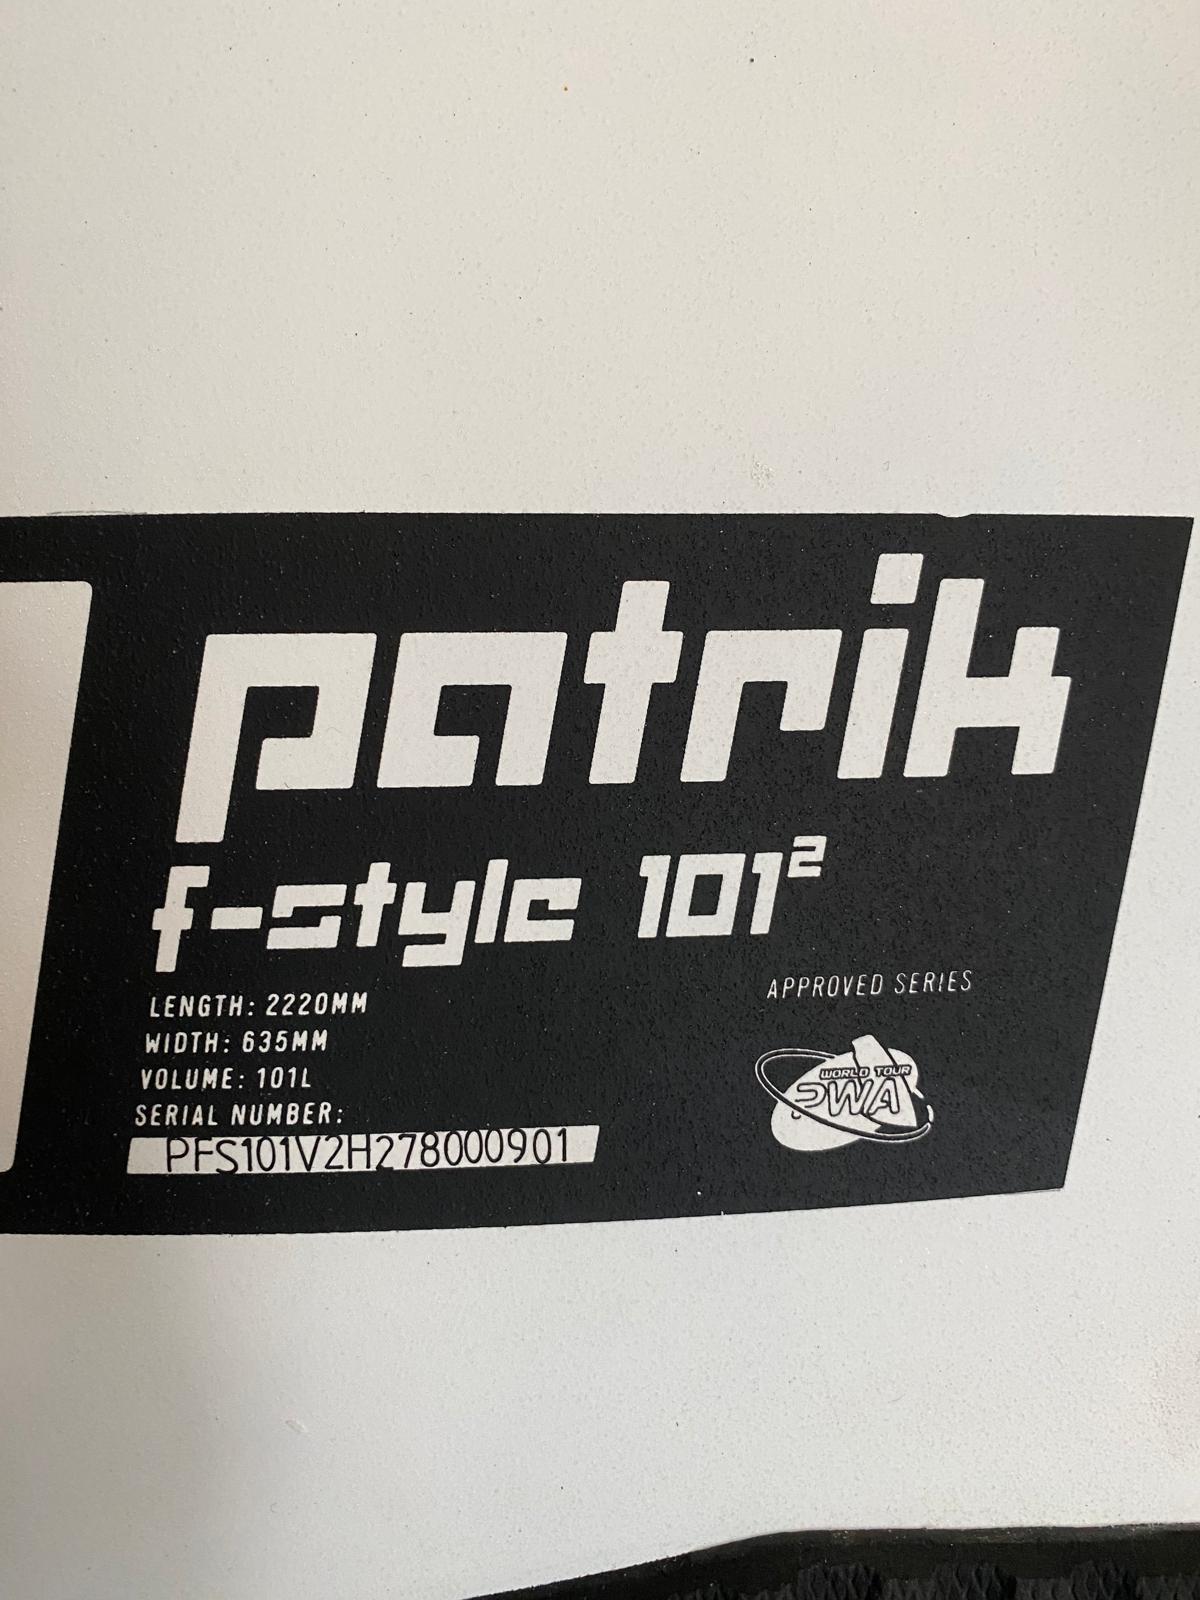 patrik
f-style 101²
APPROVED SERIES
LENGTH: 2220MM
WIDTH: 635MM
VOLUME: 101L
SERIAL NUMBER:
PFS101V2H278000901
WORLD TOUR
PWA